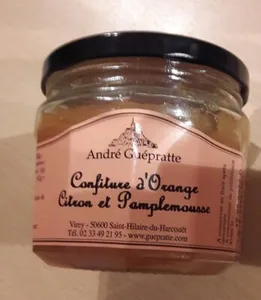 André Guépratte
Confiture d'Orange
Citron et Pamplemousse
Virey - 50600 Saint-Hilaire-du-Harcouët
Tél. 02 33 49 21 95 - www.guepratte.com